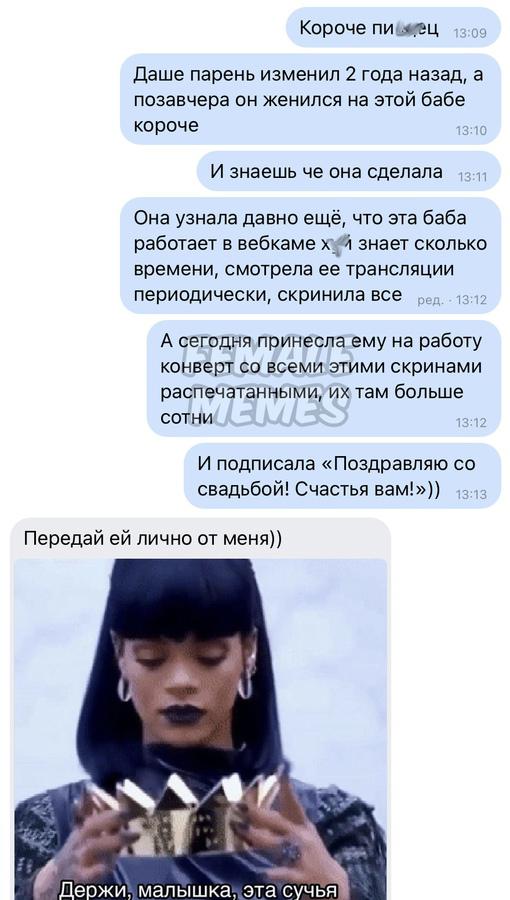 Короче пи ец 13:09
Даше парень изменил 2 года назад, а
позавчера он женился на этой бабе
короче 13:10
И знаешь че она сделала 13:11
Она узнала давно ещё, что эта баба
работает в вебкаме х й знает сколько
времени, смотрела ее трансляции
периодически, скринила все ред. · 13:12
А сегодня принесла ему на работу
конверт со всеми этими скринами
распечатанными, их там больше
сотни 13:12
FEMALE
MEMES
И подписала «Поздравляю со
свадьбой! Счастья вам!»)) 13:13
Передай ей лично от меня))
Держи, малышка, эта сучья